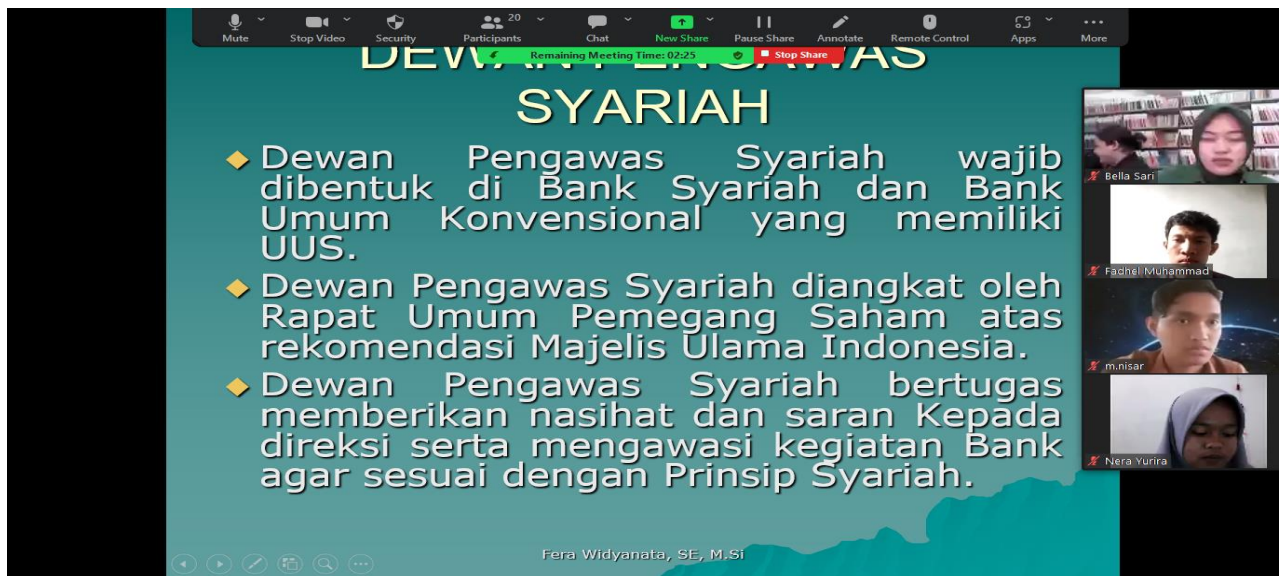 Mute
Stop Video
Security
20
Participants
Chat
New Share
Pause Share
Annotate
Remote Control
Apps
More
Remaining Meeting Time: 02:25
Stop Share
DEWAN PENGAWAS
SYARIAH
Dewan Pengawas Syariah wajib
dibentuk di Bank Syariah dan Bank
Umum Konvensional yang memiliki
UUS.
Dewan Pengawas Syariah diangkat oleh
Rapat Umum Pemegang Saham atas
rekomendasi Majelis Ulama Indonesia.
Dewan Pengawas Syariah bertugas
memberikan nasihat dan saran Kepada
direksi serta mengawasi kegiatan Bank
agar sesuai dengan Prinsip Syariah.
Fera Widyanata, SE, M.Si
Bella Sari
Fadhel Muhammad
m.nisar
Nera Yurira